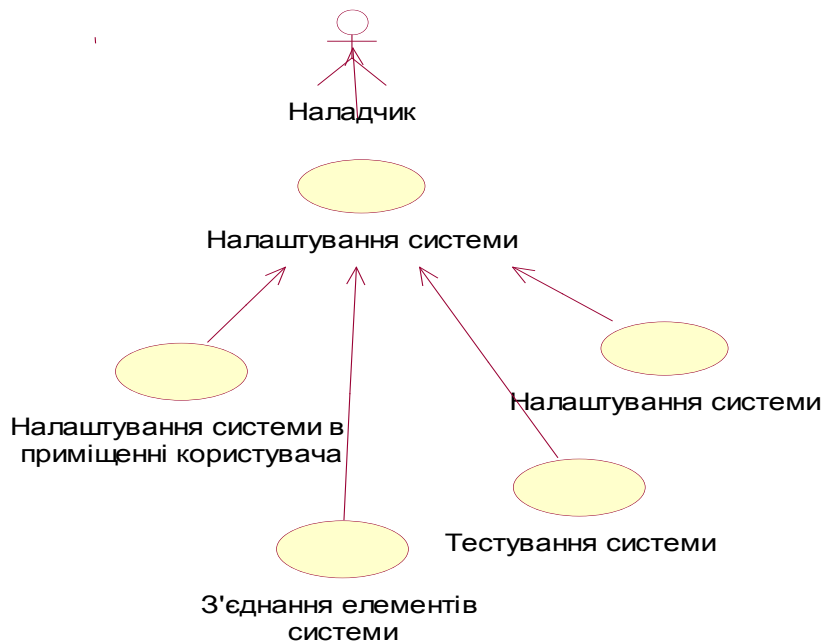 Наладчик
Налаштування системи
Налаштування системи
Налаштування системи в
приміщенні користувача
Тестування системи
З'єднання елементів
системи